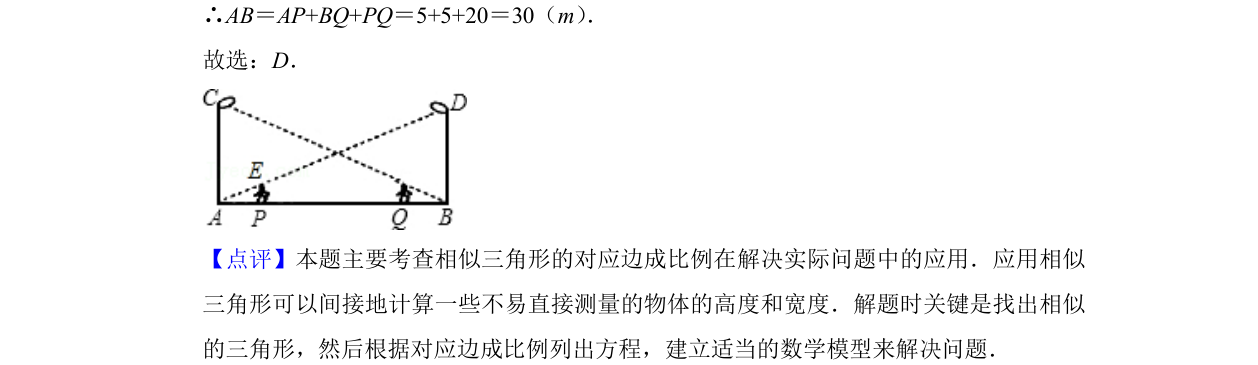 ∴AB＝AP+BQ+PQ＝5+5+20＝30（m）.
故选：D．
C D
E
A P Q B
【点评】本题主要考查相似三角形的对应边成比例在解决实际问题中的应用．应用相似
三角形可以间接地计算一些不易直接测量的物体的高度和宽度．解题时关键是找出相似
的三角形，然后根据对应边成比例列出方程，建立适当的数学模型来解决问题．